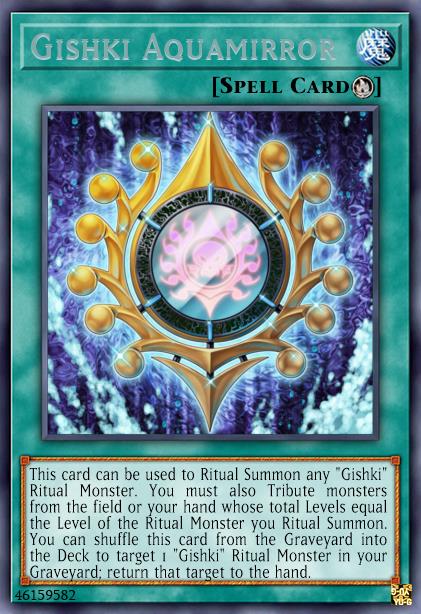 GISHKI AQUAMIRROR
魔
[SPELL CARD]
This card can be used to Ritual Summon any "Gishki"
Ritual Monster. You must also Tribute monsters
from the field or your hand whose total Levels equal
the Level of the Ritual Monster you Ritual Summon.
You can shuffle this card from the Graveyard into
the Deck to target 1 "Gishki" Ritual Monster in your
Graveyard; return that target to the hand.
46159582